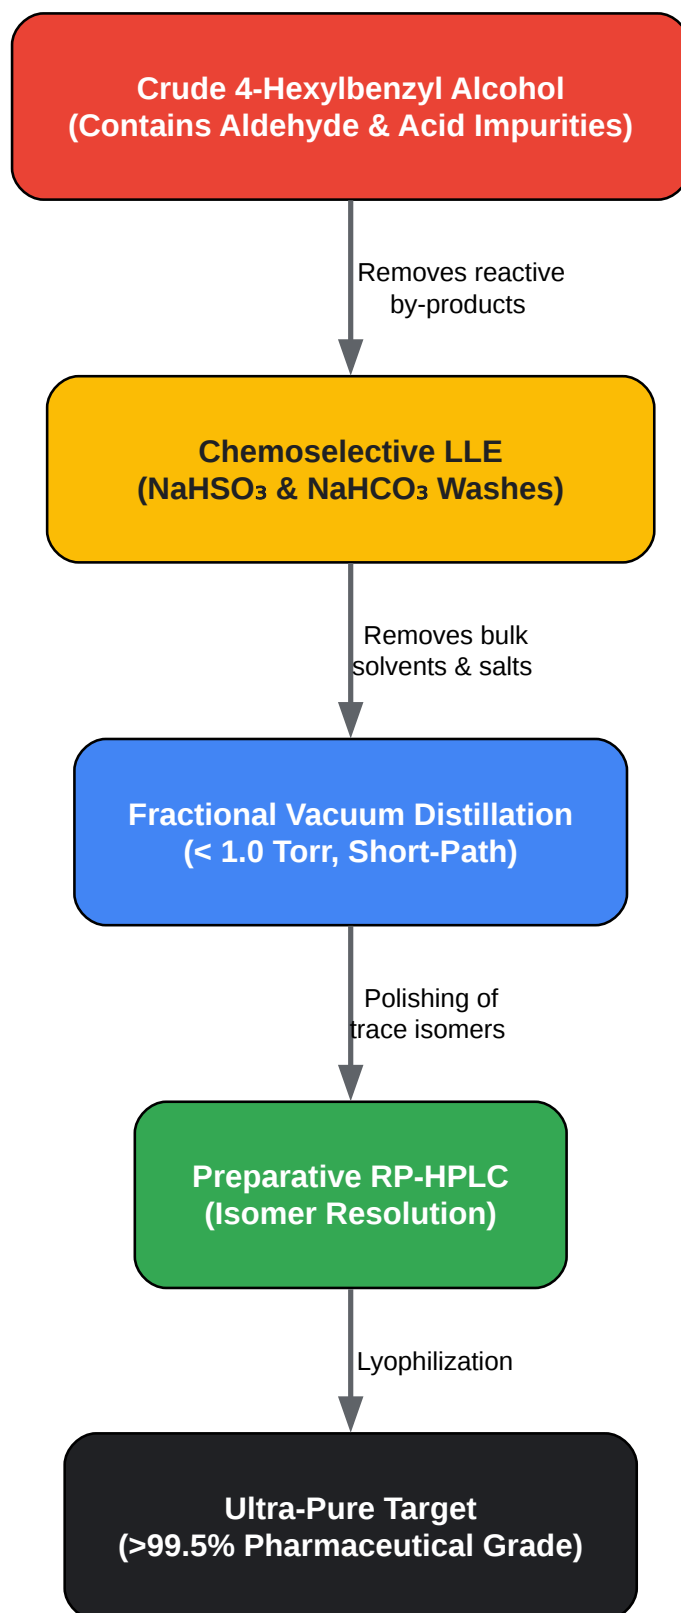 Crude 4-Hexylbenzyl Alcohol
(Contains Aldehyde & Acid Impurities)
Removes reactive
by-products
Chemoselective LLE
(NaHSO₃ & NaHCO₃ Washes)
Removes bulk
solvents & salts
Fractional Vacuum Distillation
(< 1.0 Torr, Short-Path)
Polishing of
trace isomers
Preparative RP-HPLC
(Isomer Resolution)
Lyophilization
Ultra-Pure Target
(>99.5% Pharmaceutical Grade)